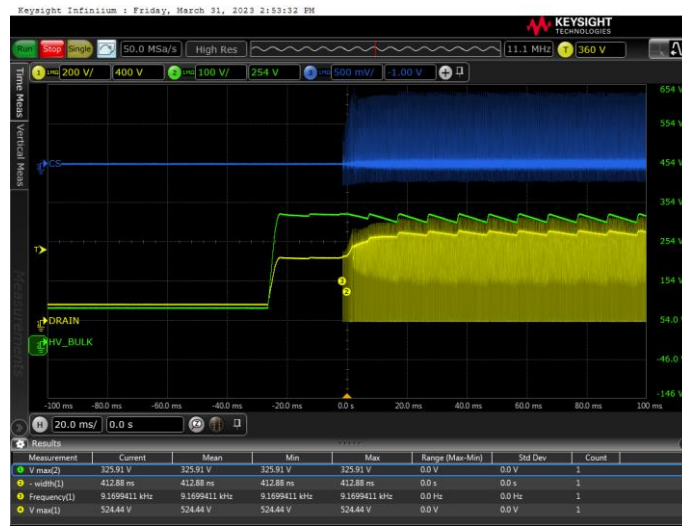 Keysight Infiniium : Friday, March 31, 2023 2:53:32 PM
KEYSIGHT
TECHNOLOGIES
Run Stop Single 50.0 MSa/s High Res 11.1 MHz T 360 V
1 1MΩ 200 V/ 400 V 2 1MΩ 100 V/ 254 V 3 1MΩ 500 mV/ -1.00 V
Time Meas
Vertical Meas
Measurements
654 V
554 V
454 V
354 V
254 V
154 V
54.0 V
-46.0 V
-146 V
CS
T
DRAIN
HV_BULK
3
2
-100 ms -80.0 ms -60.0 ms -40.0 ms -20.0 ms 0.0 s 20.0 ms 40.0 ms 60.0 ms 80.0 ms 100 ms
H 20.0 ms/ 0.0 s
Results
Measurement Current Mean Min Max Range (Max-Min) Std Dev Count
V max(2) 325.91 V 325.91 V 325.91 V 325.91 V 0.0 V 0.0 V 1
- width(1) 412.88 ns 412.88 ns 412.88 ns 412.88 ns 0.0 s 0.0 s 1
Frequency(1) 9.1699411 kHz 9.1699411 kHz 9.1699411 kHz 9.1699411 kHz 0.0 Hz 0.0 Hz 1
V max(1) 524.44 V 524.44 V 524.44 V 524.44 V 0.0 V 0.0 V 1